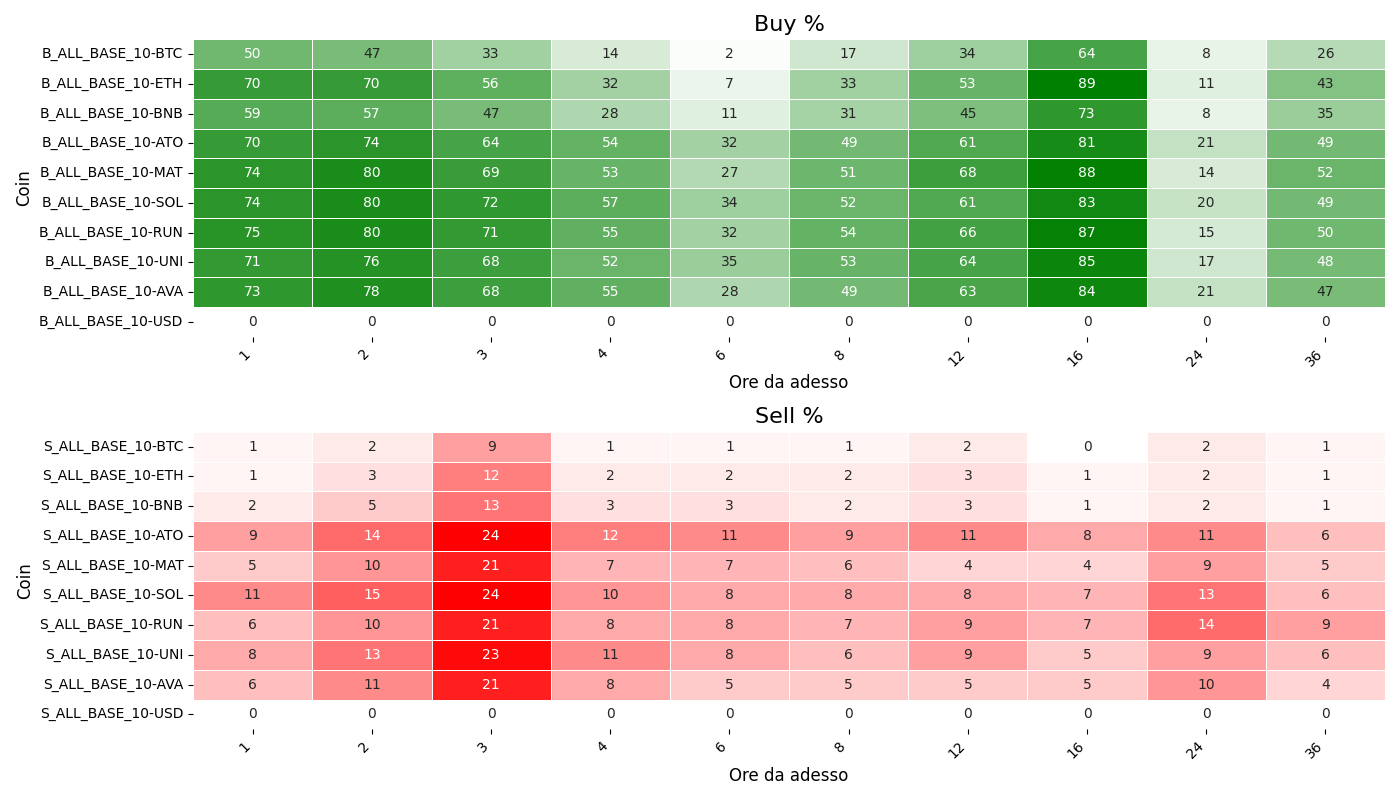 Buy %
Coin
B_ALL_BASE_10-BTC 50 47 33 14 2 17 34 64 8 26
B_ALL_BASE_10-ETH 70 70 56 32 7 33 53 89 11 43
B_ALL_BASE_10-BNB 59 57 47 28 11 31 45 73 8 35
B_ALL_BASE_10-ATO 70 74 64 54 32 49 61 81 21 49
B_ALL_BASE_10-MAT 74 80 69 53 27 51 68 88 14 52
B_ALL_BASE_10-SOL 74 80 72 57 34 52 61 83 20 49
B_ALL_BASE_10-RUN 75 80 71 55 32 54 66 87 15 50
B_ALL_BASE_10-UNI 71 76 68 52 35 53 64 85 17 48
B_ALL_BASE_10-AVA 73 78 68 55 28 49 63 84 21 47
B_ALL_BASE_10-USD 0 0 0 0 0 0 0 0 0 0
1 2 3 4 6 8 12 16 24 36
Ore da adesso
Sell %
Coin
S_ALL_BASE_10-BTC 1 2 9 1 1 1 2 0 2 1
S_ALL_BASE_10-ETH 1 3 12 2 2 2 3 1 2 1
S_ALL_BASE_10-BNB 2 5 13 3 3 2 3 1 2 1
S_ALL_BASE_10-ATO 9 14 24 12 11 9 11 8 11 6
S_ALL_BASE_10-MAT 5 10 21 7 7 6 4 4 9 5
S_ALL_BASE_10-SOL 11 15 24 10 8 8 8 7 13 6
S_ALL_BASE_10-RUN 6 10 21 8 8 7 9 7 14 9
S_ALL_BASE_10-UNI 8 13 23 11 8 6 9 5 9 6
S_ALL_BASE_10-AVA 6 11 21 8 5 5 5 5 10 4
S_ALL_BASE_10-USD 0 0 0 0 0 0 0 0 0 0
1 2 3 4 6 8 12 16 24 36
Ore da adesso